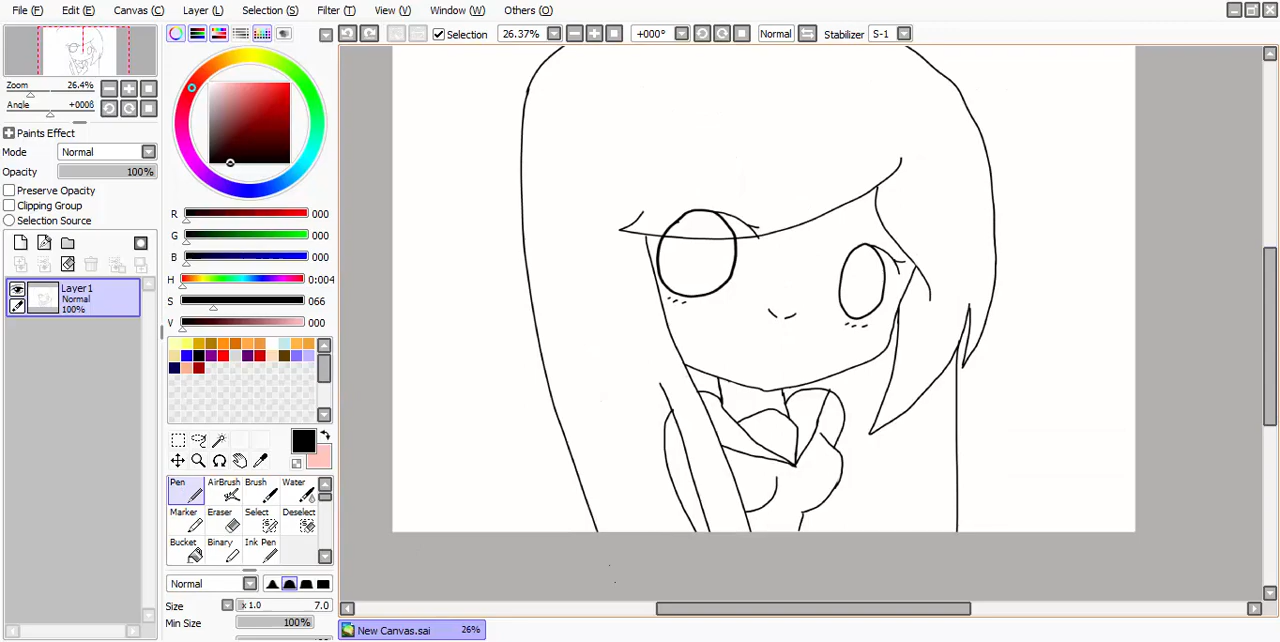 File (F) Edit (E) Canvas (C) Layer (L) Selection (S) Filter (T) View (V) Window (W) Others (O)
Selection 26.37% +000° Normal Stabilizer S-1
Zoom 26.4%
Angle +000ß
Paints Effect
Mode Normal
Opacity 100%
Preserve Opacity
Clipping Group
Selection Source
Layer1
Normal
100%
R 000
G 000
B 000
H 0:004
S 066
V 000
Pen AirBrush Brush Water
Marker Eraser Select Deselect
Bucket Binary Ink Pen
Normal
Size x 1.0 7.0
Min Size 100%
New Canvas.sai 26%